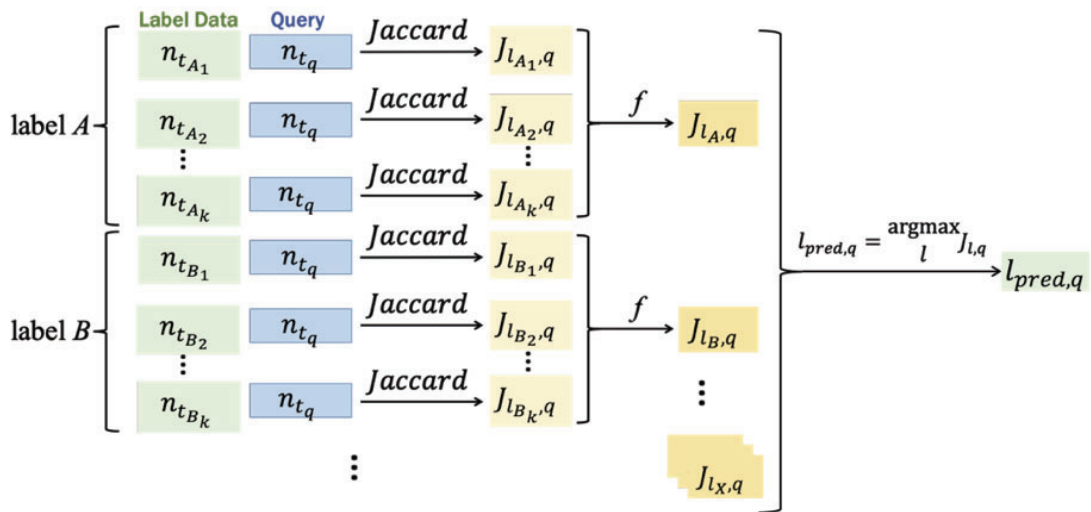 Label Data Query
n_{t_{A_1}} n_{t_q} Jaccard J_{l_{A_1},q}
label A n_{t_{A_2}} n_{t_q} Jaccard J_{l_{A_2},q} f J_{l_A,q}
⋮ ⋮
n_{t_{A_k}} n_{t_q} Jaccard J_{l_{A_k},q}
l_{pred,q} = argmax_l J_{l,q} l_{pred,q}
n_{t_{B_1}} n_{t_q} Jaccard J_{l_{B_1},q}
label B n_{t_{B_2}} n_{t_q} Jaccard J_{l_{B_2},q} f J_{l_B,q}
⋮ ⋮ ⋮
n_{t_{B_k}} n_{t_q} Jaccard J_{l_{B_k},q}
⋮ J_{l_X,q}